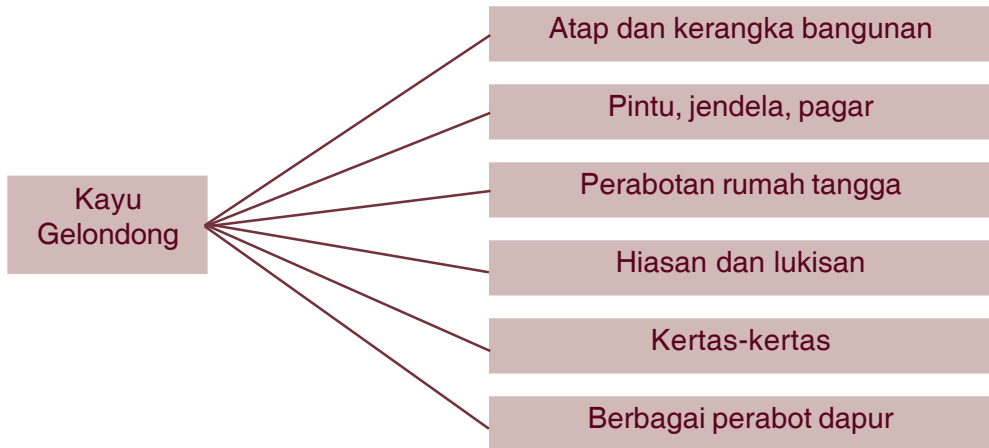 Atap dan kerangka bangunan
Pintu, jendela, pagar
Perabotan rumah tangga
Kayu
Gelondong
Hiasan dan lukisan
Kertas-kertas
Berbagai perabot dapur